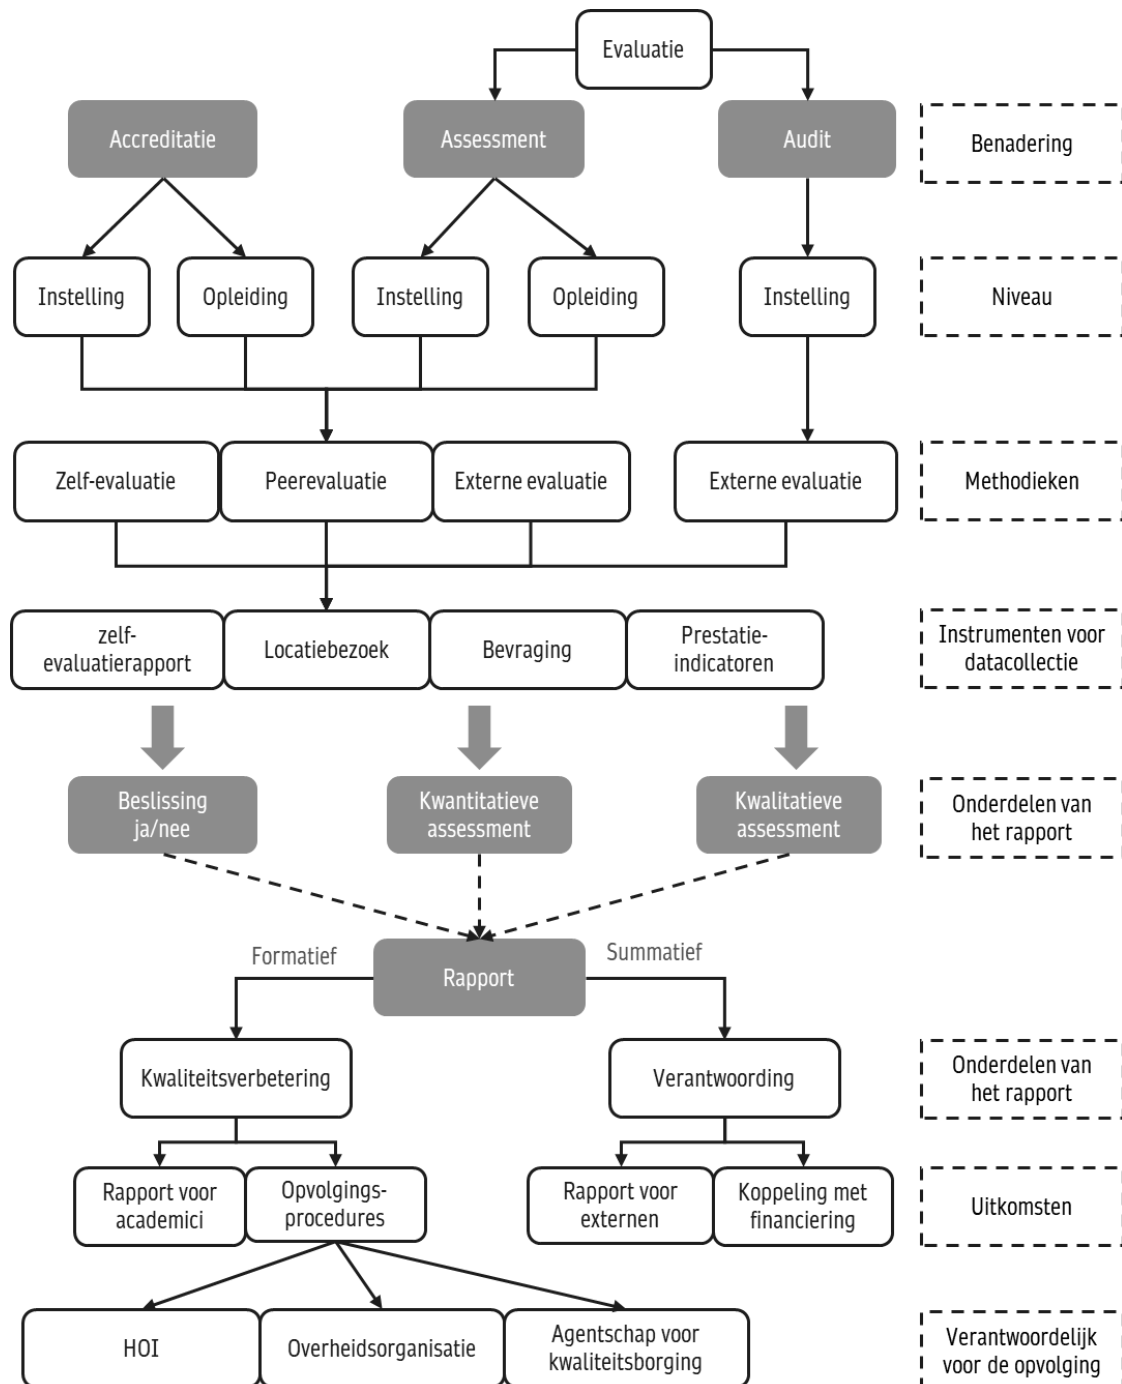 Evaluatie
Accreditatie
Assessment
Audit
Benadering
Instelling
Opleiding
Instelling
Opleiding
Instelling
Niveau
Zelf-evaluatie
Peerevaluatie
Externe evaluatie
Externe evaluatie
Methodieken
zelf-
evaluatierapport
Locatiebezoek
Bevraging
Prestatie-
indicatoren
Instrumenten voor
datacollectie
Beslissing
ja/nee
Kwantitatieve
assessment
Kwalitatieve
assessment
Onderdelen van
het rapport
Formatief
Rapport
Summatief
Kwaliteitsverbetering
Verantwoording
Onderdelen van
het rapport
Rapport voor
academici
Opvolgings-
procedures
Rapport voor
externen
Koppeling met
financiering
Uitkomsten
HOI
Overheidsorganisatie
Agentschap voor
kwaliteitsborging
Verantwoordelijk
voor de opvolging